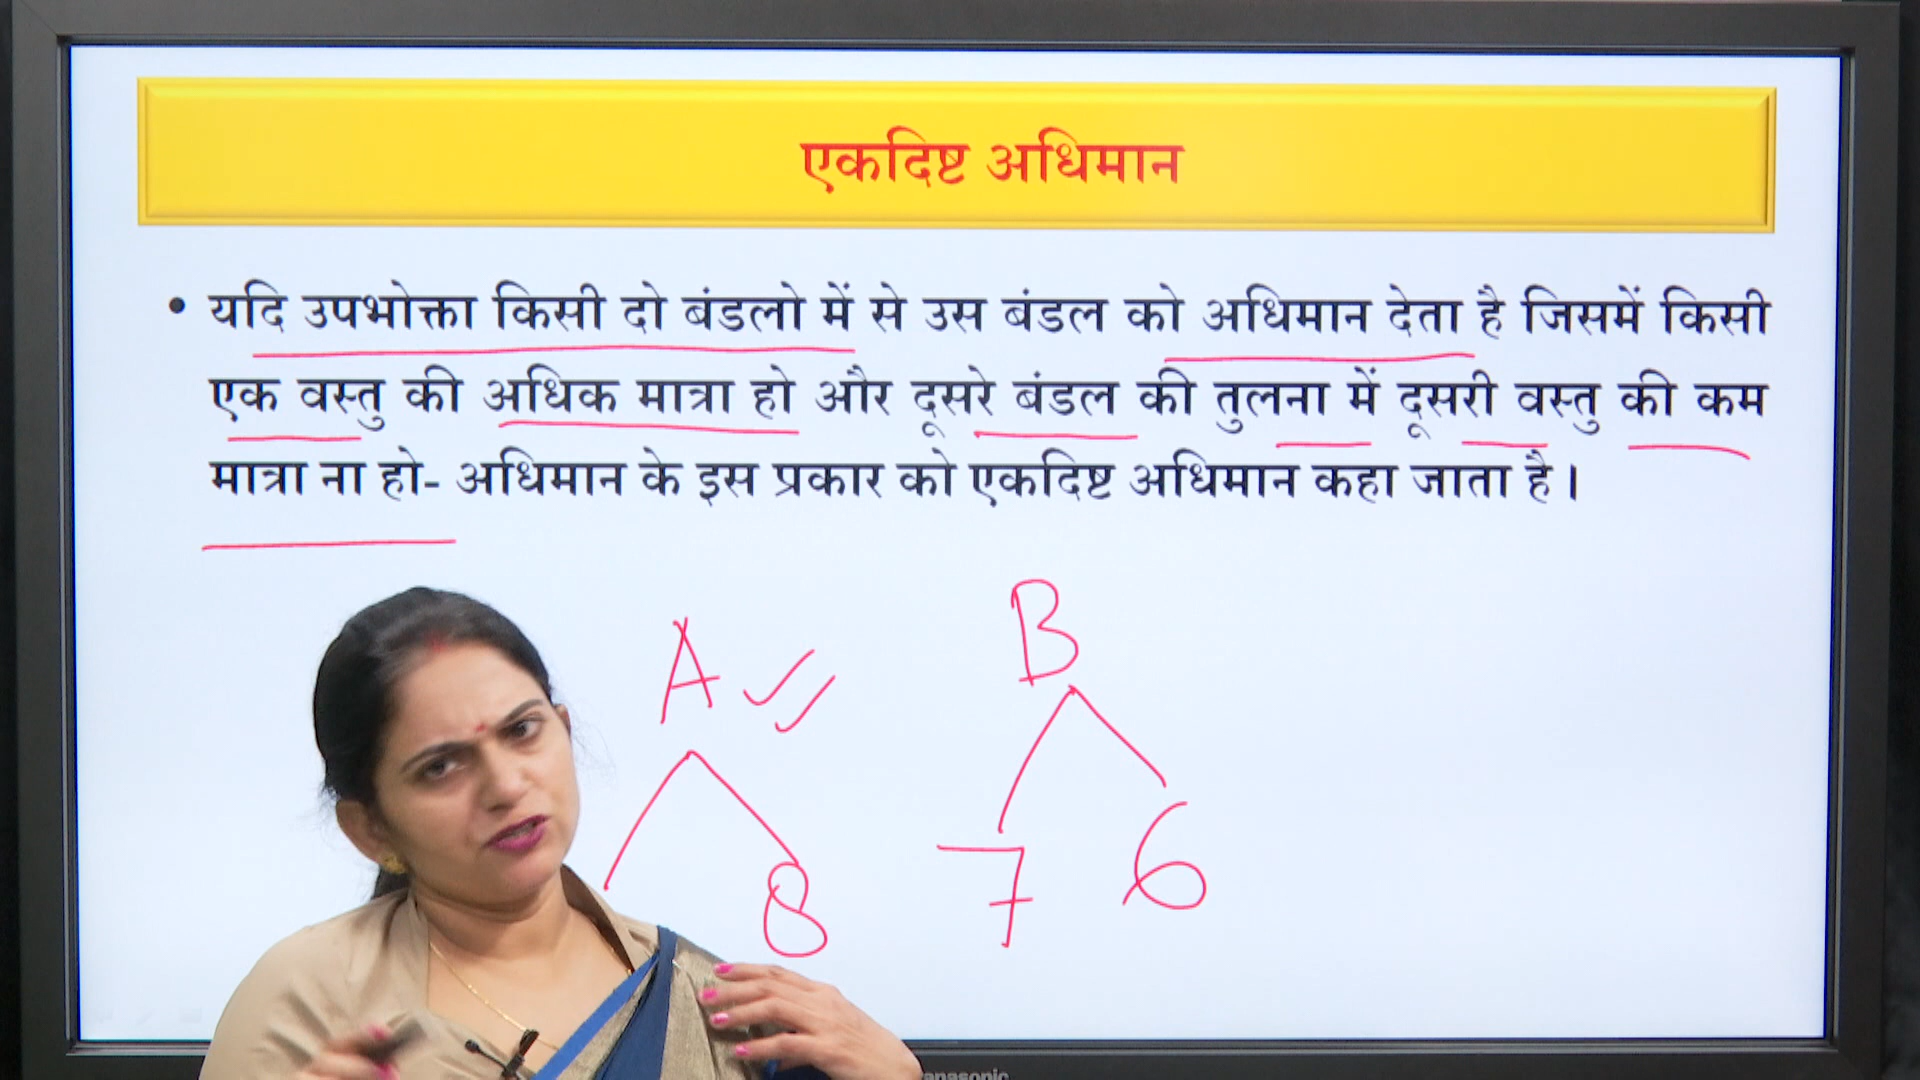 एकदिष्ट अधिमान
• यदि उपभोक्ता किसी दो बंडलो में से उस बंडल को अधिमान देता है जिसमें किसी
एक वस्तु की अधिक मात्रा हो और दूसरे बंडल की तुलना में दूसरी वस्तु की कम
मात्रा ना हो- अधिमान के इस प्रकार को एकदिष्ट अधिमान कहा जाता है।
A B
8 7 6